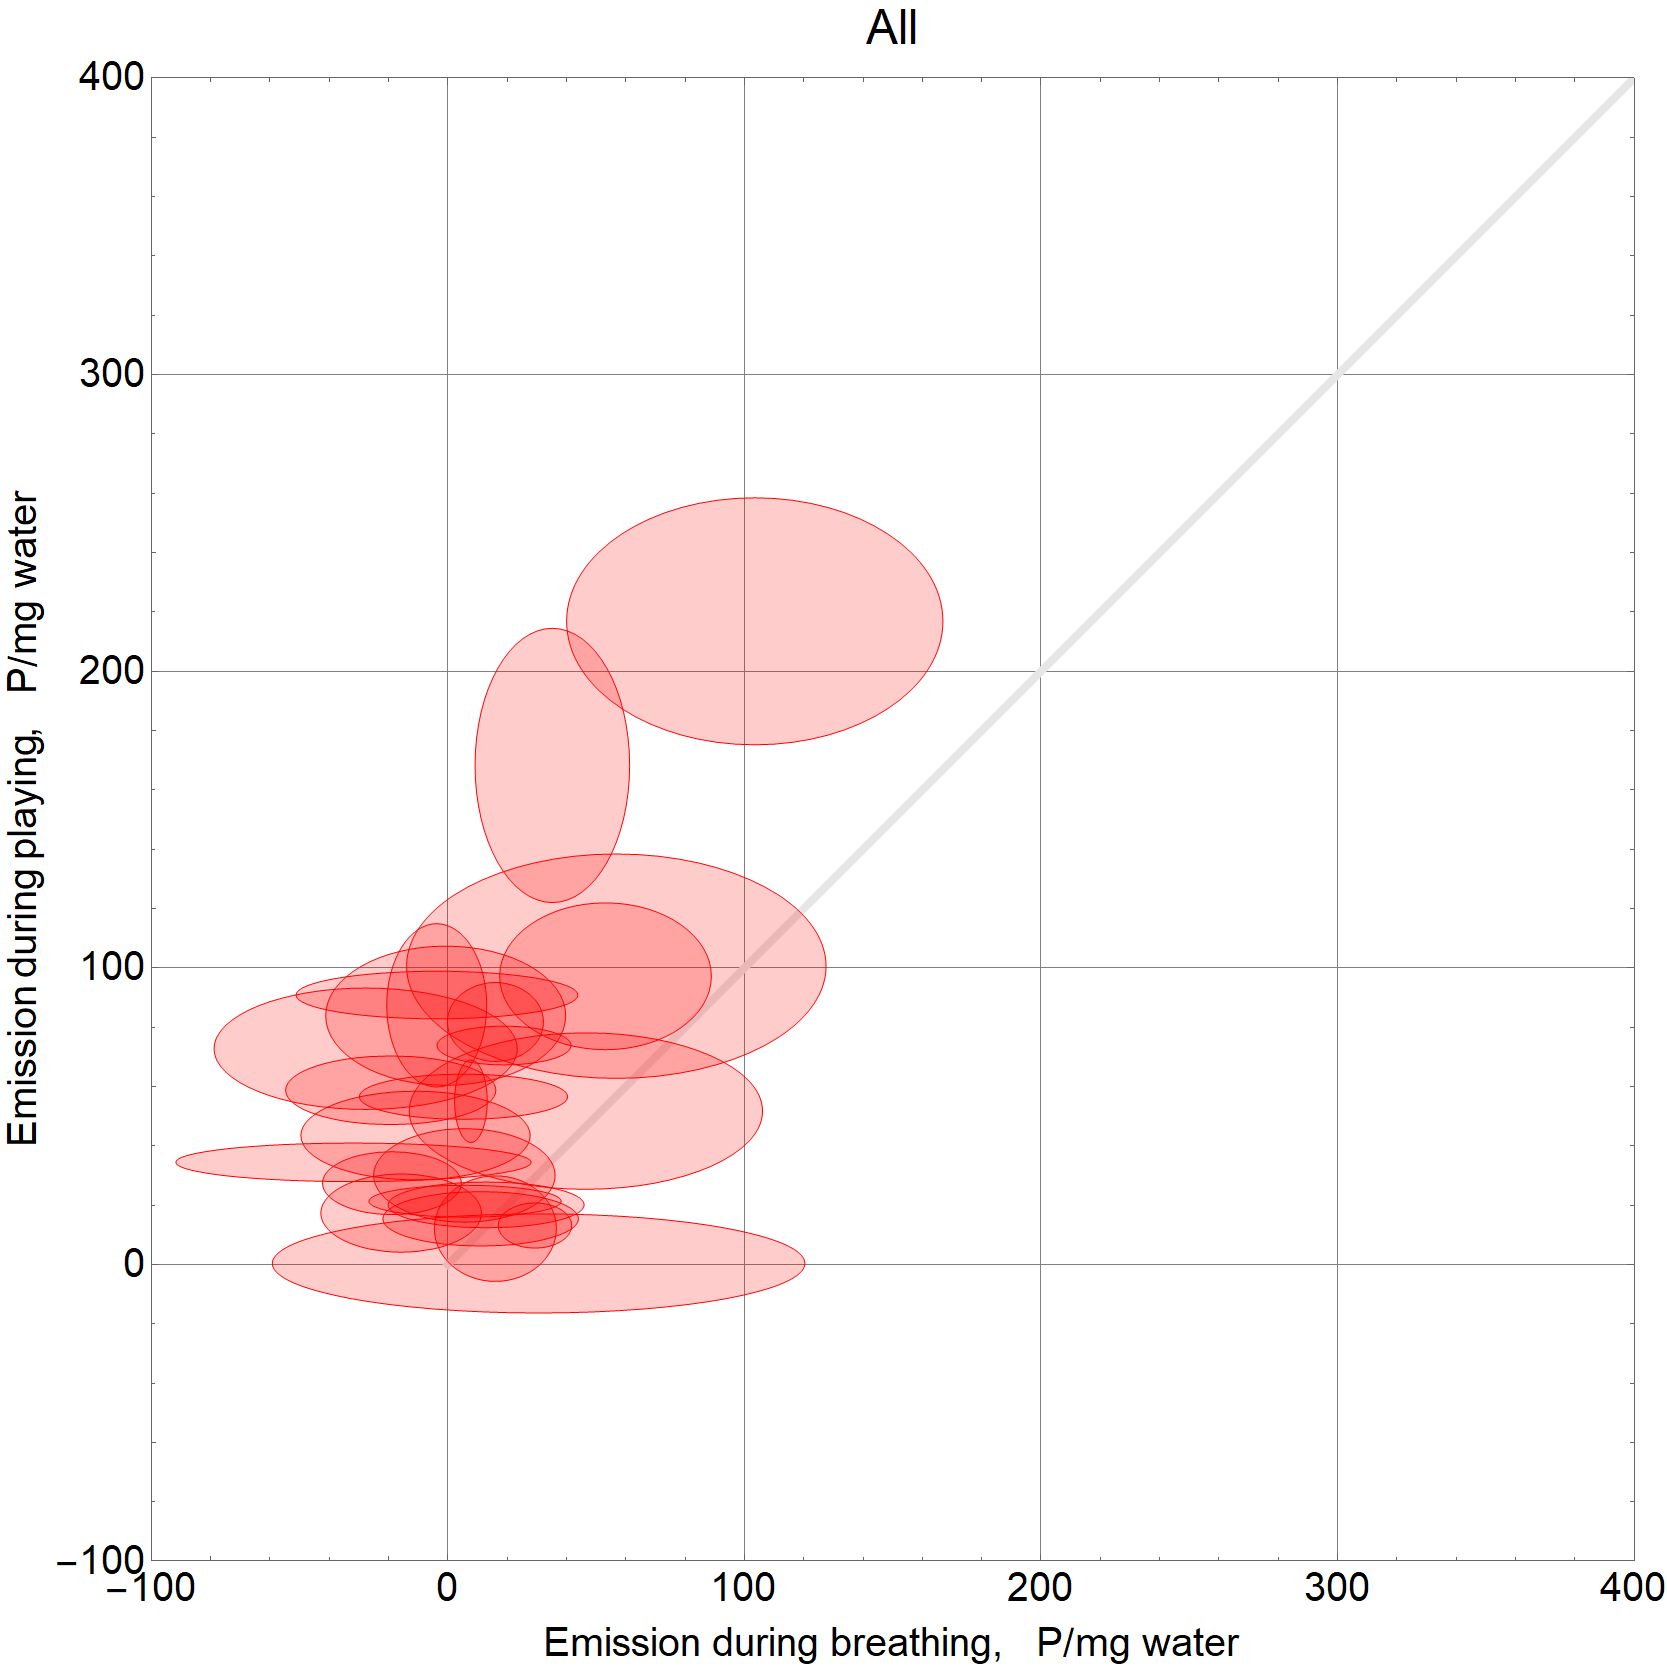 All
400
300
200
100
0
−100
Emission during playing,   P/mg water
−100 0 100 200 300 400
Emission during breathing,   P/mg water